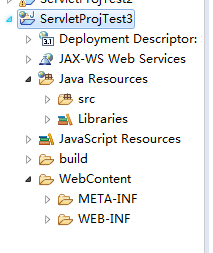 ServletProjTest2
ServletProjTest3
Deployment Descriptor:
JAX-WS Web Services
Java Resources
src
Libraries
JavaScript Resources
build
WebContent
META-INF
WEB-INF